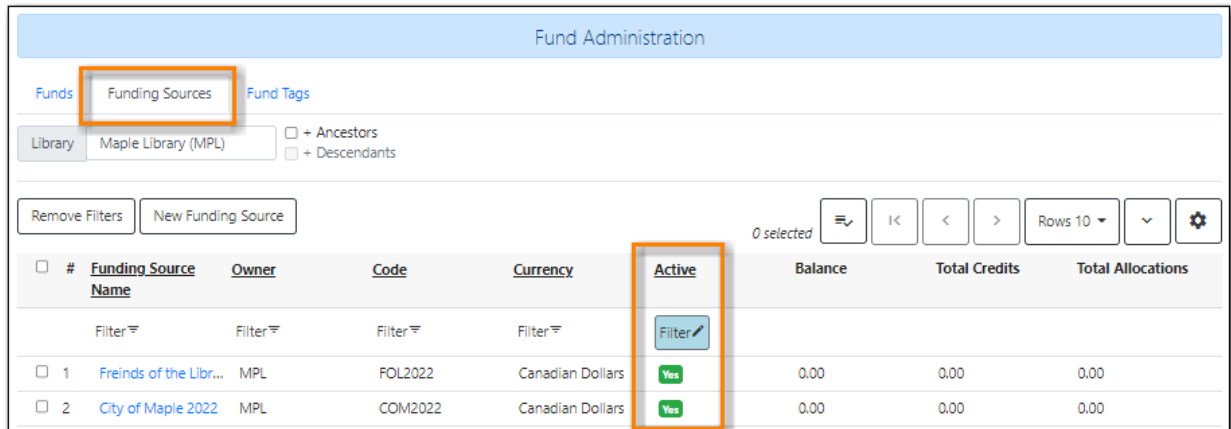 Fund Administration
Funds Funding Sources Fund Tags
Library Maple Library (MPL) + Ancestors
+ Descendants
Remove Filters New Funding Source 0 selected Rows 10
# Funding Source Name Owner Code Currency Active Balance Total Credits Total Allocations
Filter Filter Filter Filter Filter
1 Freinds of the Libr... MPL FOL2022 Canadian Dollars Yes 0.00 0.00 0.00
2 City of Maple 2022 MPL COM2022 Canadian Dollars Yes 0.00 0.00 0.00